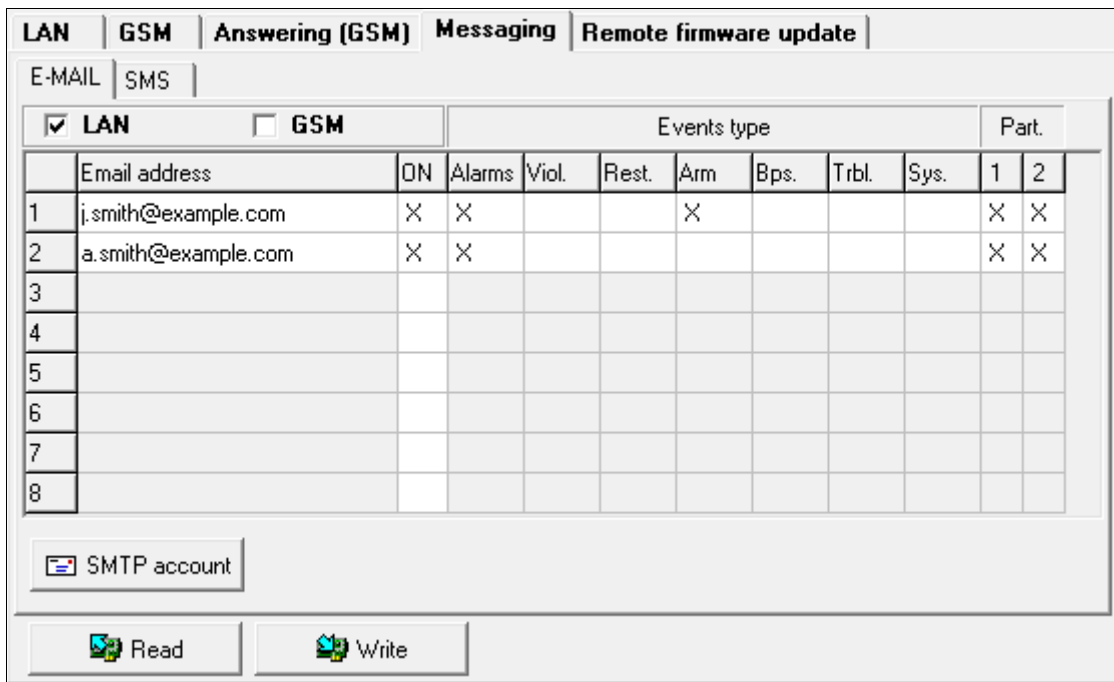 LAN GSM Answering (GSM) Messaging Remote firmware update
E-MAIL SMS
LAN GSM Events type Part.
Email address ON Alarms Viol. Rest. Arm Bps. Trbl. Sys. 1 2
1 j.smith@example.com X X X X X
2 a.smith@example.com X X X X
3
4
5
6
7
8
SMTP account
Read Write